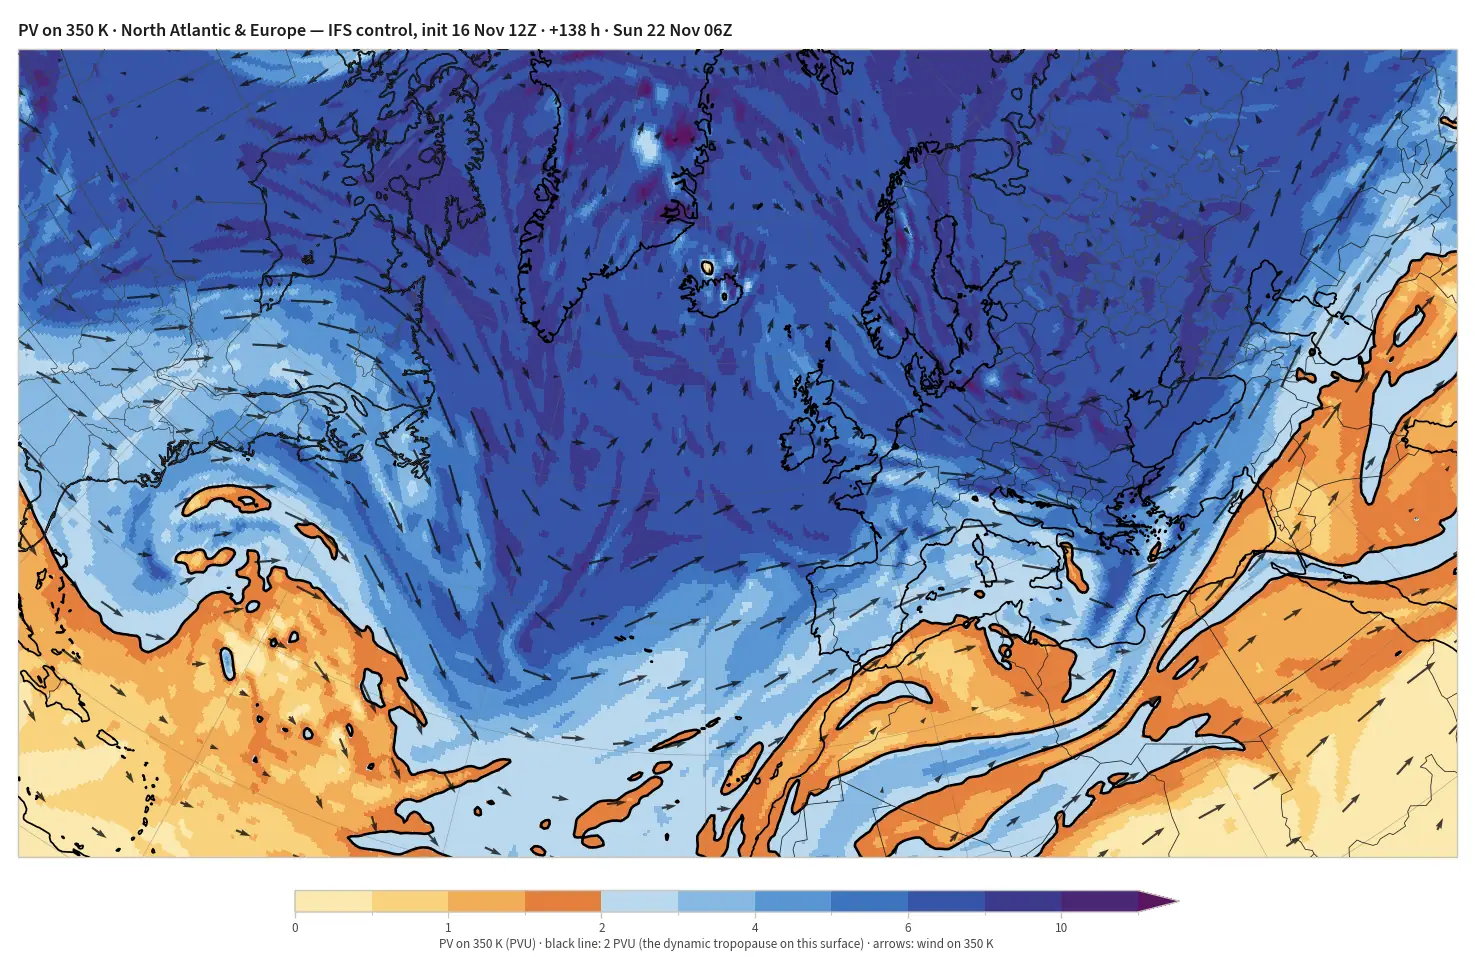 PV on 350 K · North Atlantic & Europe — IFS control, init 16 Nov 12Z · +138 h · Sun 22 Nov 06Z
0 1 2 4 6 10
PV on 350 K (PVU) · black line: 2 PVU (the dynamic tropopause on this surface) · arrows: wind on 350 K